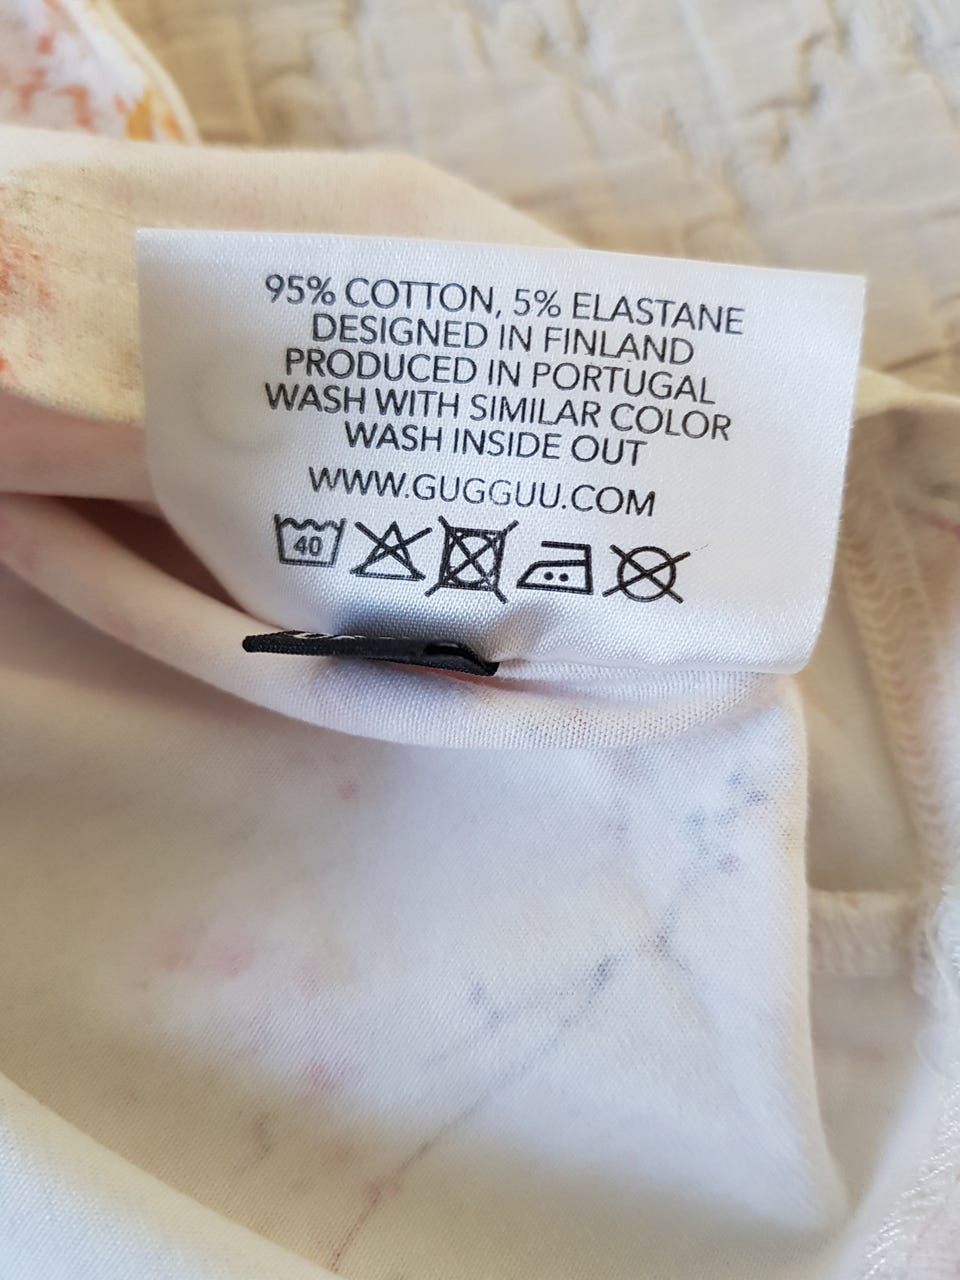 95% COTTON, 5% ELASTANE
DESIGNED IN FINLAND
PRODUCED IN PORTUGAL
WASH WITH SIMILAR COLOR
WASH INSIDE OUT
WWW.GUGGUU.COM
40